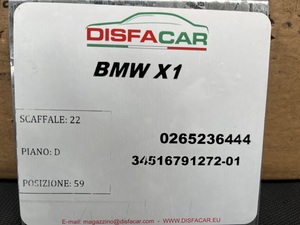 DISFACAR
BMW X1
SCAFFALE: 22
0265236444
PIANO: D
34516791272-01
POSIZIONE: 59
E-mail: magazzino@disfacar.com / WWW.DISFACAR.EU